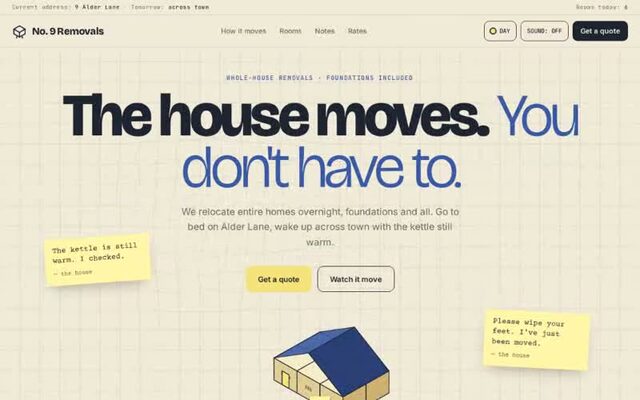 Current address: 9 Alder Lane Tomorrow: across town
Rooms today: 6
No. 9 Removals
How it moves
Rooms
Notes
Rates
DAY
SOUND: OFF
Get a quote
WHOLE-HOUSE REMOVALS · FOUNDATIONS INCLUDED
The house moves. You
don't have to.
We relocate entire homes overnight, foundations and all. Go to
bed on Alder Lane, wake up across town with the kettle still
warm.
The kettle is still
warm. I checked.
— the house
Get a quote
Watch it move
Please wipe your
feet. I've just
been moved.
— the house